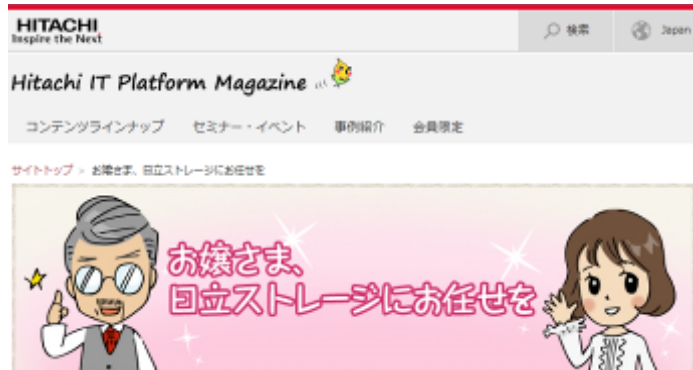 HITACHI
Inspire the Next
検索
Japan
Hitachi IT Platform Magazine
コンテンツラインナップ セミナー・イベント 事例紹介 会員限定
サイトトップ > お嬢さま、日立ストレージにお任せを
お嬢さま、
日立ストレージにお任せを